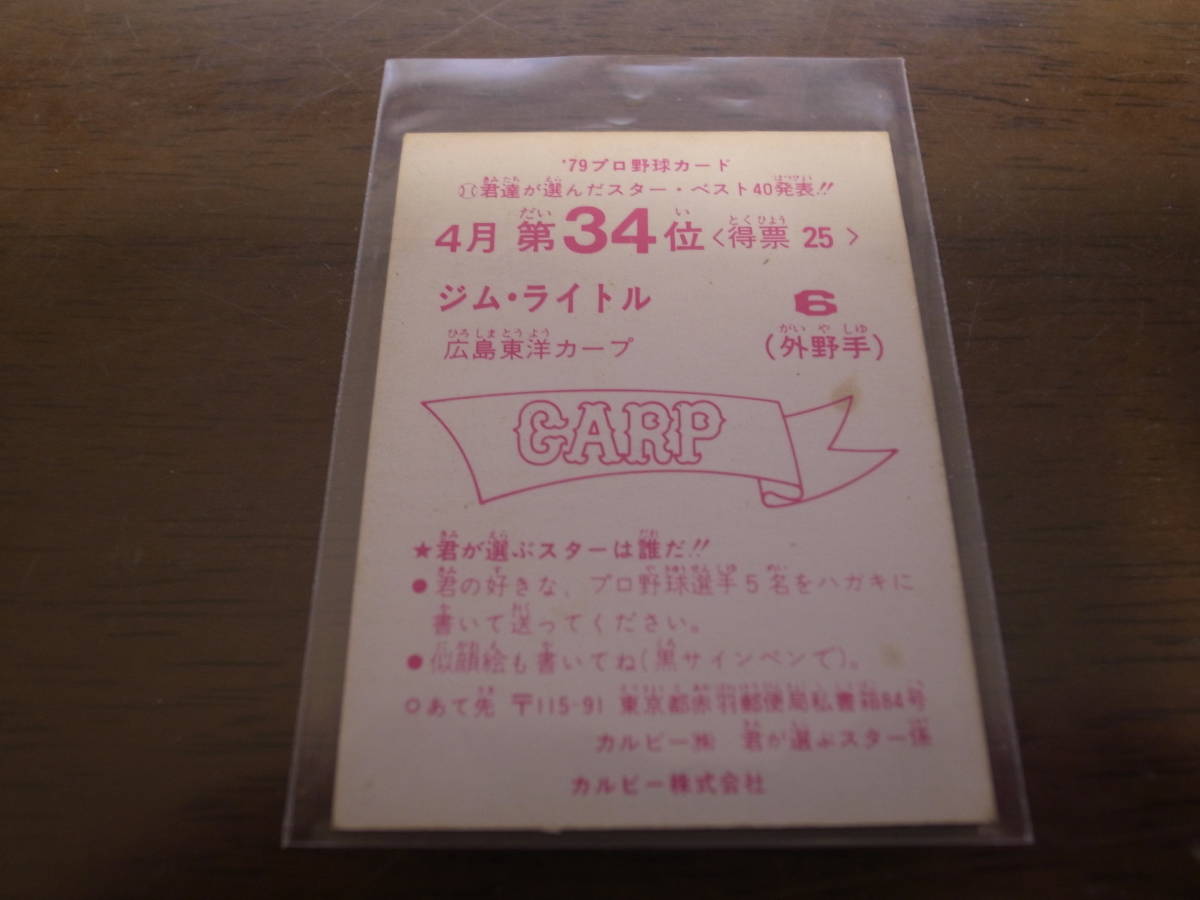 '79プロ野球カード
①君達が選んだスター・ベスト40発表!!
4月 第34位〈得票 25〉
ジム・ライトル 6
広島東洋カープ (外野手)
CARP
★君が選ぶスターは誰だ!!
●君の好きな、プロ野球選手5名をハガキに
書いて送ってください。
●似顔絵も書いてね(黒サインペンで)。
○あて先 〒115-91 東京都赤羽郵便局私書箱84号
カルビー㈱ 君が選ぶスター係
カルビー株式会社